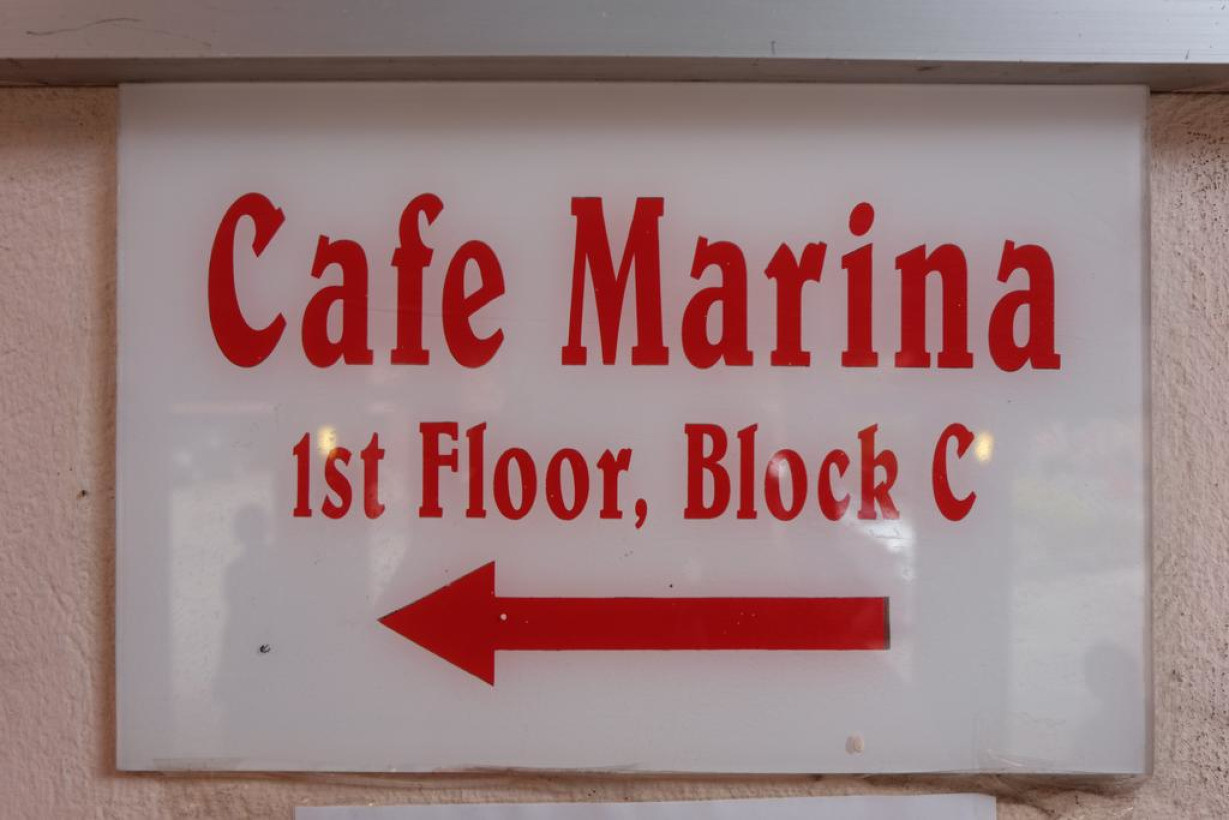 Cafe Marina
1st Floor, Block C